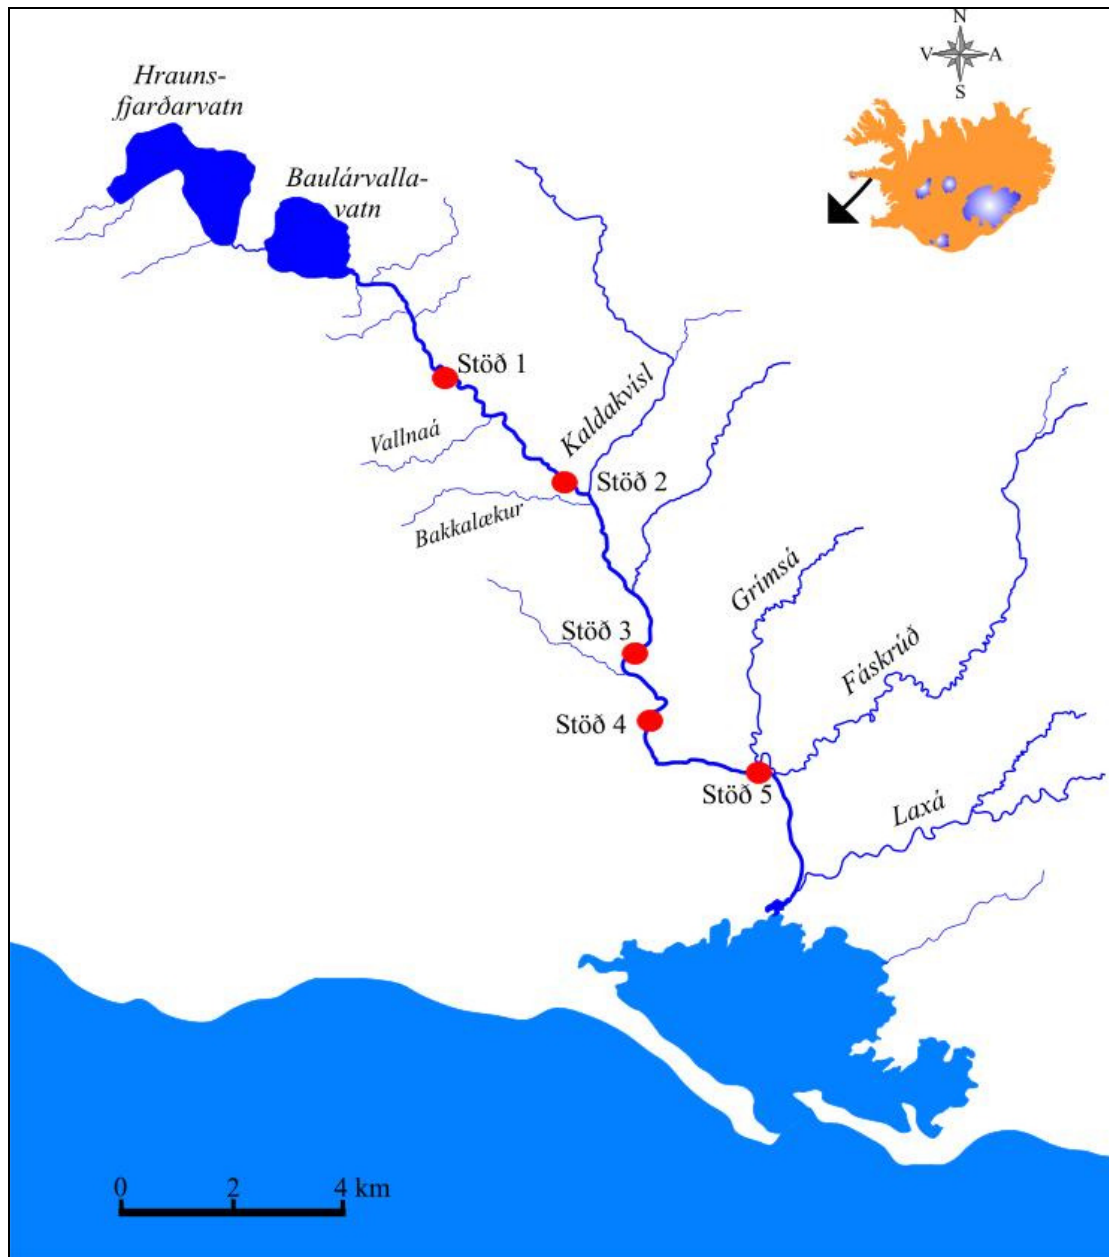 N
V A
S
Hrauns-
fjarðarvatn
Baulárvalla-
vatn
Stöð 1
Kaldakvísl
Vallnaá
Stöð 2
Bakkalækur
Grímsá
Stöð 3
Fáskrúð
Stöð 4
Stöð 5
Laxá
0 2 4 km